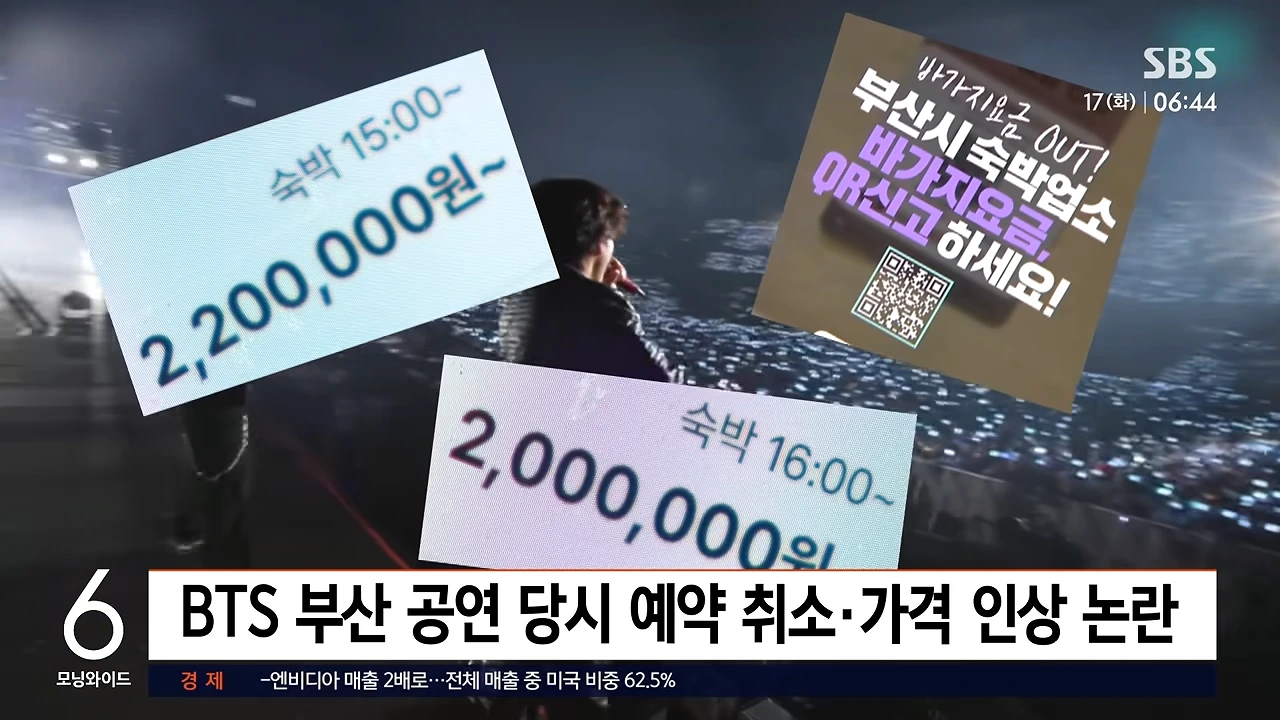 SBS
17(화) | 06:44
숙박 15:00~
2,200,000원~
바가지요금 OUT!
부산시 숙박업소
바가지요금,
QR신고 하세요!
숙박 16:00~
2,000,000원
6
모닝와이드
BTS 부산 공연 당시 예약 취소·가격 인상 논란
경제
-엔비디아 매출 2배로…전체 매출 중 미국 비중 62.5%